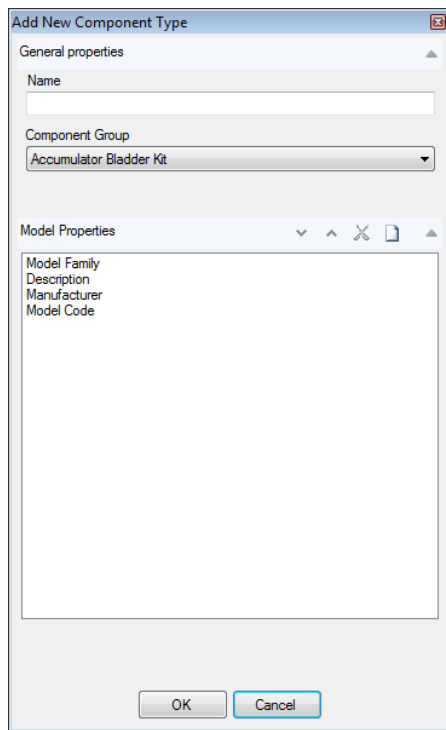 Add New Component Type
General properties
Name
Component Group
Accumulator Bladder Kit
Model Properties
Model Family
Description
Manufacturer
Model Code
OK
Cancel